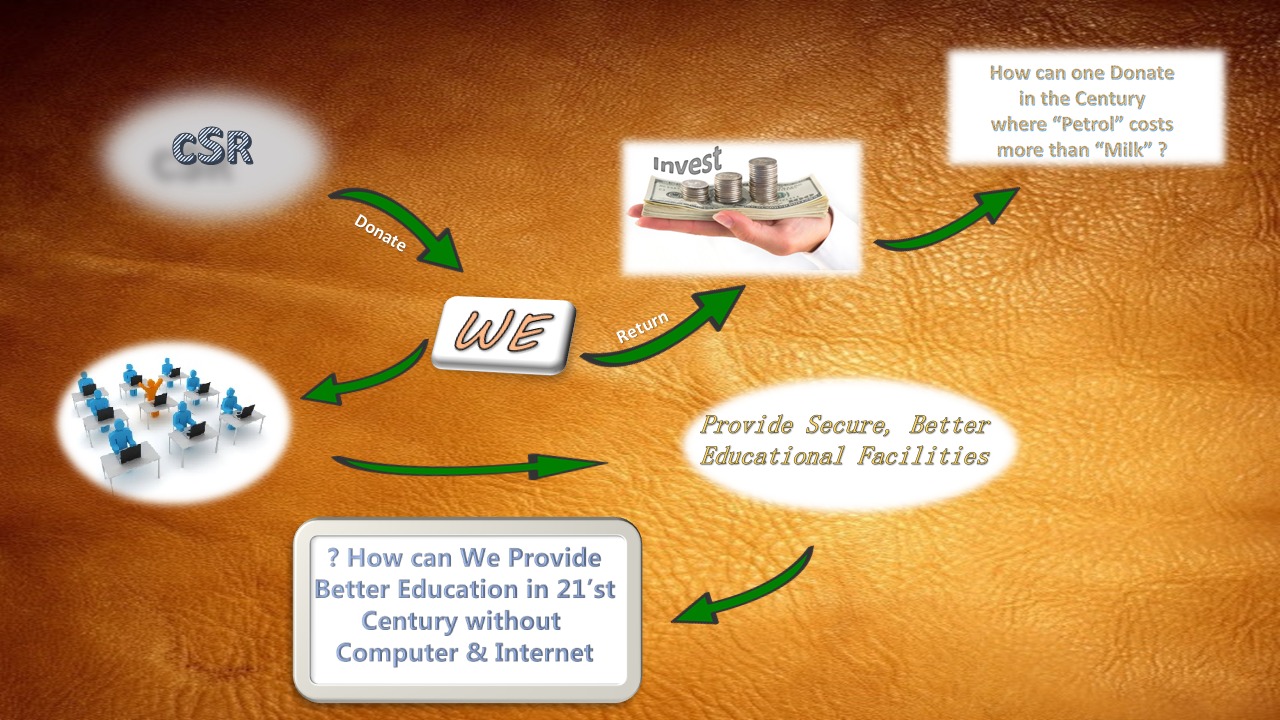 cSR
Donate
WE
Return
Invest
How can one Donate
in the Century
where “Petrol” costs
more than “Milk” ?
Provide Secure, Better
Educational Facilities
? How can We Provide
Better Education in 21’st
Century without
Computer & Internet